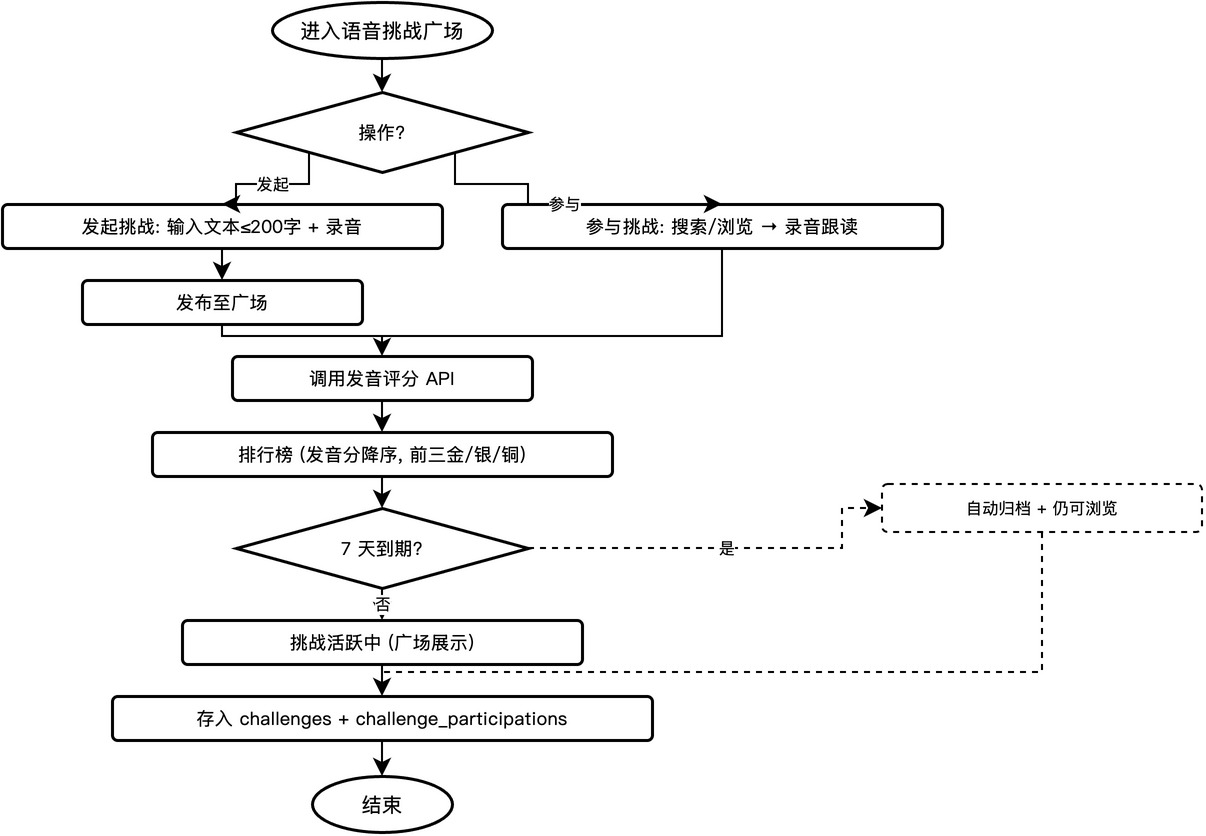 进入语音挑战广场
操作?
发起
参与
发起挑战: 输入文本≤200字 + 录音
参与挑战: 搜索/浏览 → 录音跟读
发布至广场
调用发音评分 API
排行榜 (发音分降序, 前三金/银/铜)
自动归档 + 仍可浏览
7 天到期?
是
否
挑战活跃中 (广场展示)
存入 challenges + challenge_participations
结束